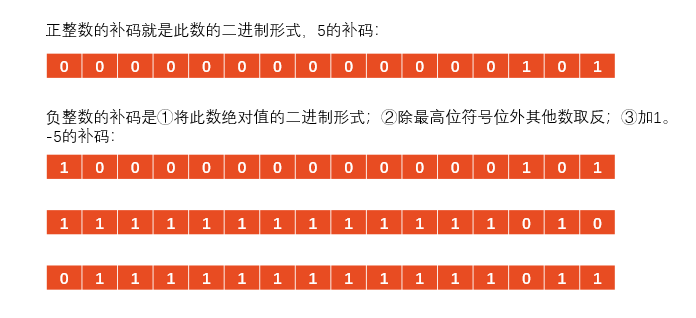 正整数的补码就是此数的二进制形式，5的补码：
0 0 0 0 0 0 0 0 0 0 0 0 0 1 0 1
负整数的补码是①将此数绝对值的二进制形式；②除最高位符号位外其他数取反；③加1。
-5的补码：
1 0 0 0 0 0 0 0 0 0 0 0 0 1 0 1
1 1 1 1 1 1 1 1 1 1 1 1 1 0 1 0
0 1 1 1 1 1 1 1 1 1 1 1 1 0 1 1